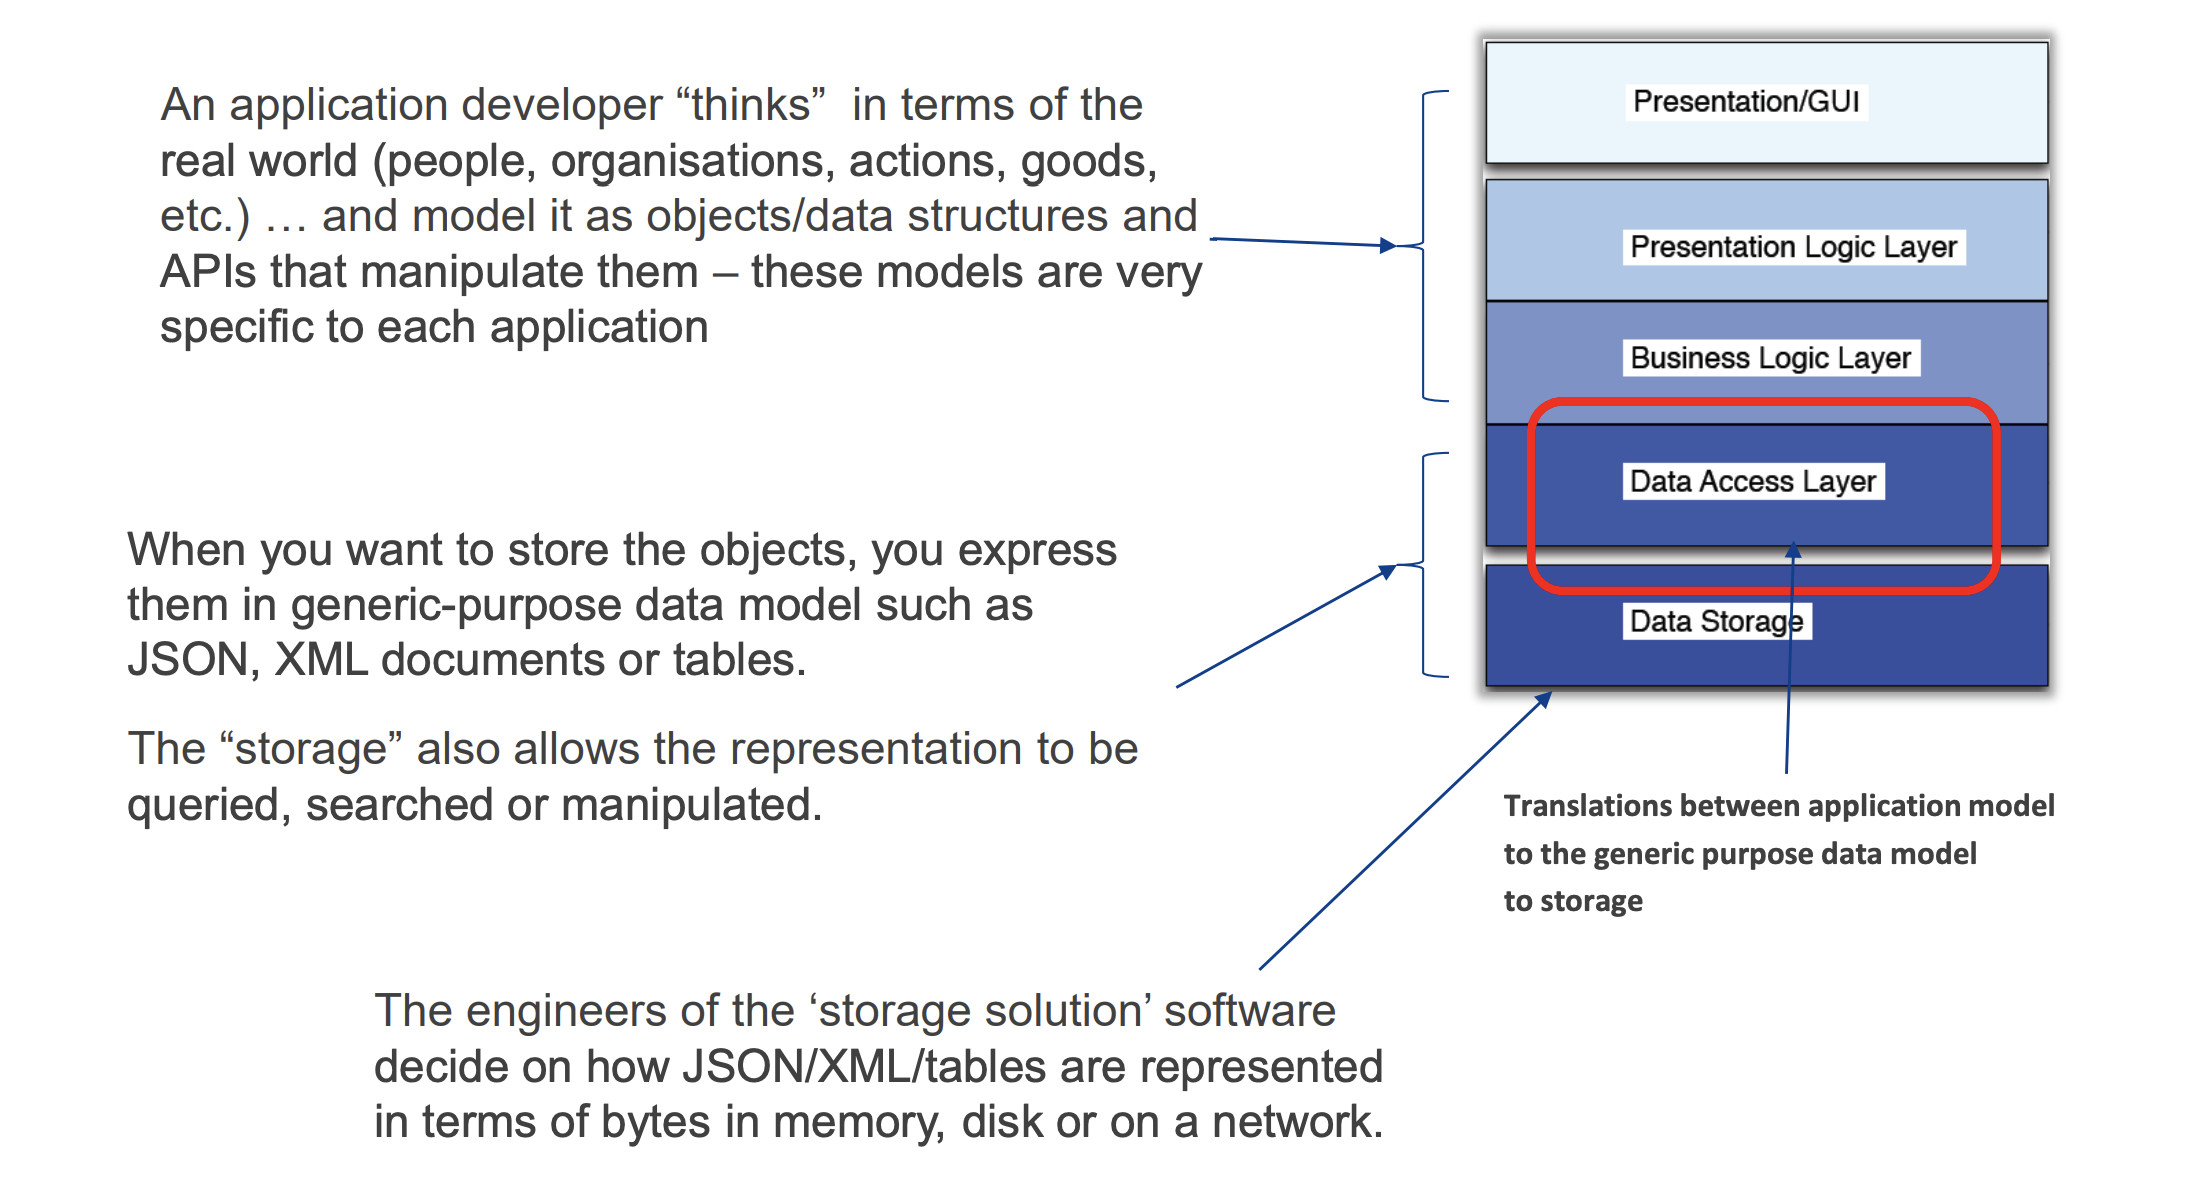 An application developer “thinks”  in terms of the
real world (people, organisations, actions, goods,
etc.) … and model it as objects/data structures and
APIs that manipulate them – these models are very
specific to each application
When you want to store the objects, you express
them in generic-purpose data model such as
JSON, XML documents or tables.
The “storage” also allows the representation to be
queried, searched or manipulated.
The engineers of the ‘storage solution’ software
decide on how JSON/XML/tables are represented
in terms of bytes in memory, disk or on a network.
Presentation/GUI
Presentation Logic Layer
Business Logic Layer
Data Access Layer
Data Storage
Translations between application model
to the generic purpose data model
to storage